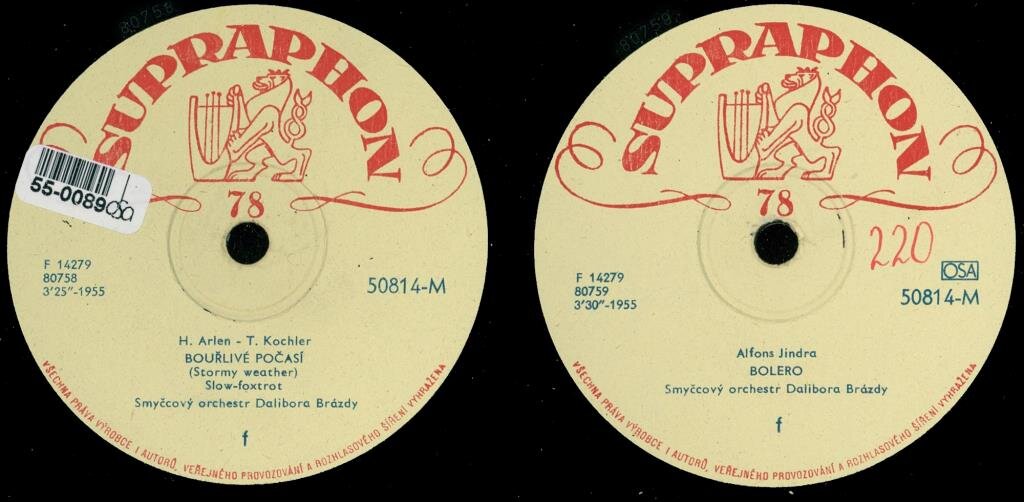 80758
SUPRAPHON
78
55-0089
osa
F 14279
80758
3'25"-1955
50814-M
H. Arlen - T. Kochler
BOUŘLIVÉ POČASÍ
(Stormy weather)
Slow-foxtrot
Smyčcový orchestr Dalibora Brázdy
f
VŠECHNA PRÁVA VÝROBCE I AUTORŮ, VEŘEJNÉHO PROVOZOVÁNÍ A ROZHLASOVÉHO ŠÍŘENÍ VYHRAŽENA
80759
SUPRAPHON
78
220
F 14279
80759
3'30"-1955
OSA
50814-M
Alfons Jindra
BOLERO
Smyčcový orchestr Dalibora Brázdy
f
VŠECHNA PRÁVA VÝROBCE I AUTORŮ, VEŘEJNÉHO PROVOZOVÁNÍ A ROZHLASOVÉHO ŠÍŘENÍ VYHRAŽENA